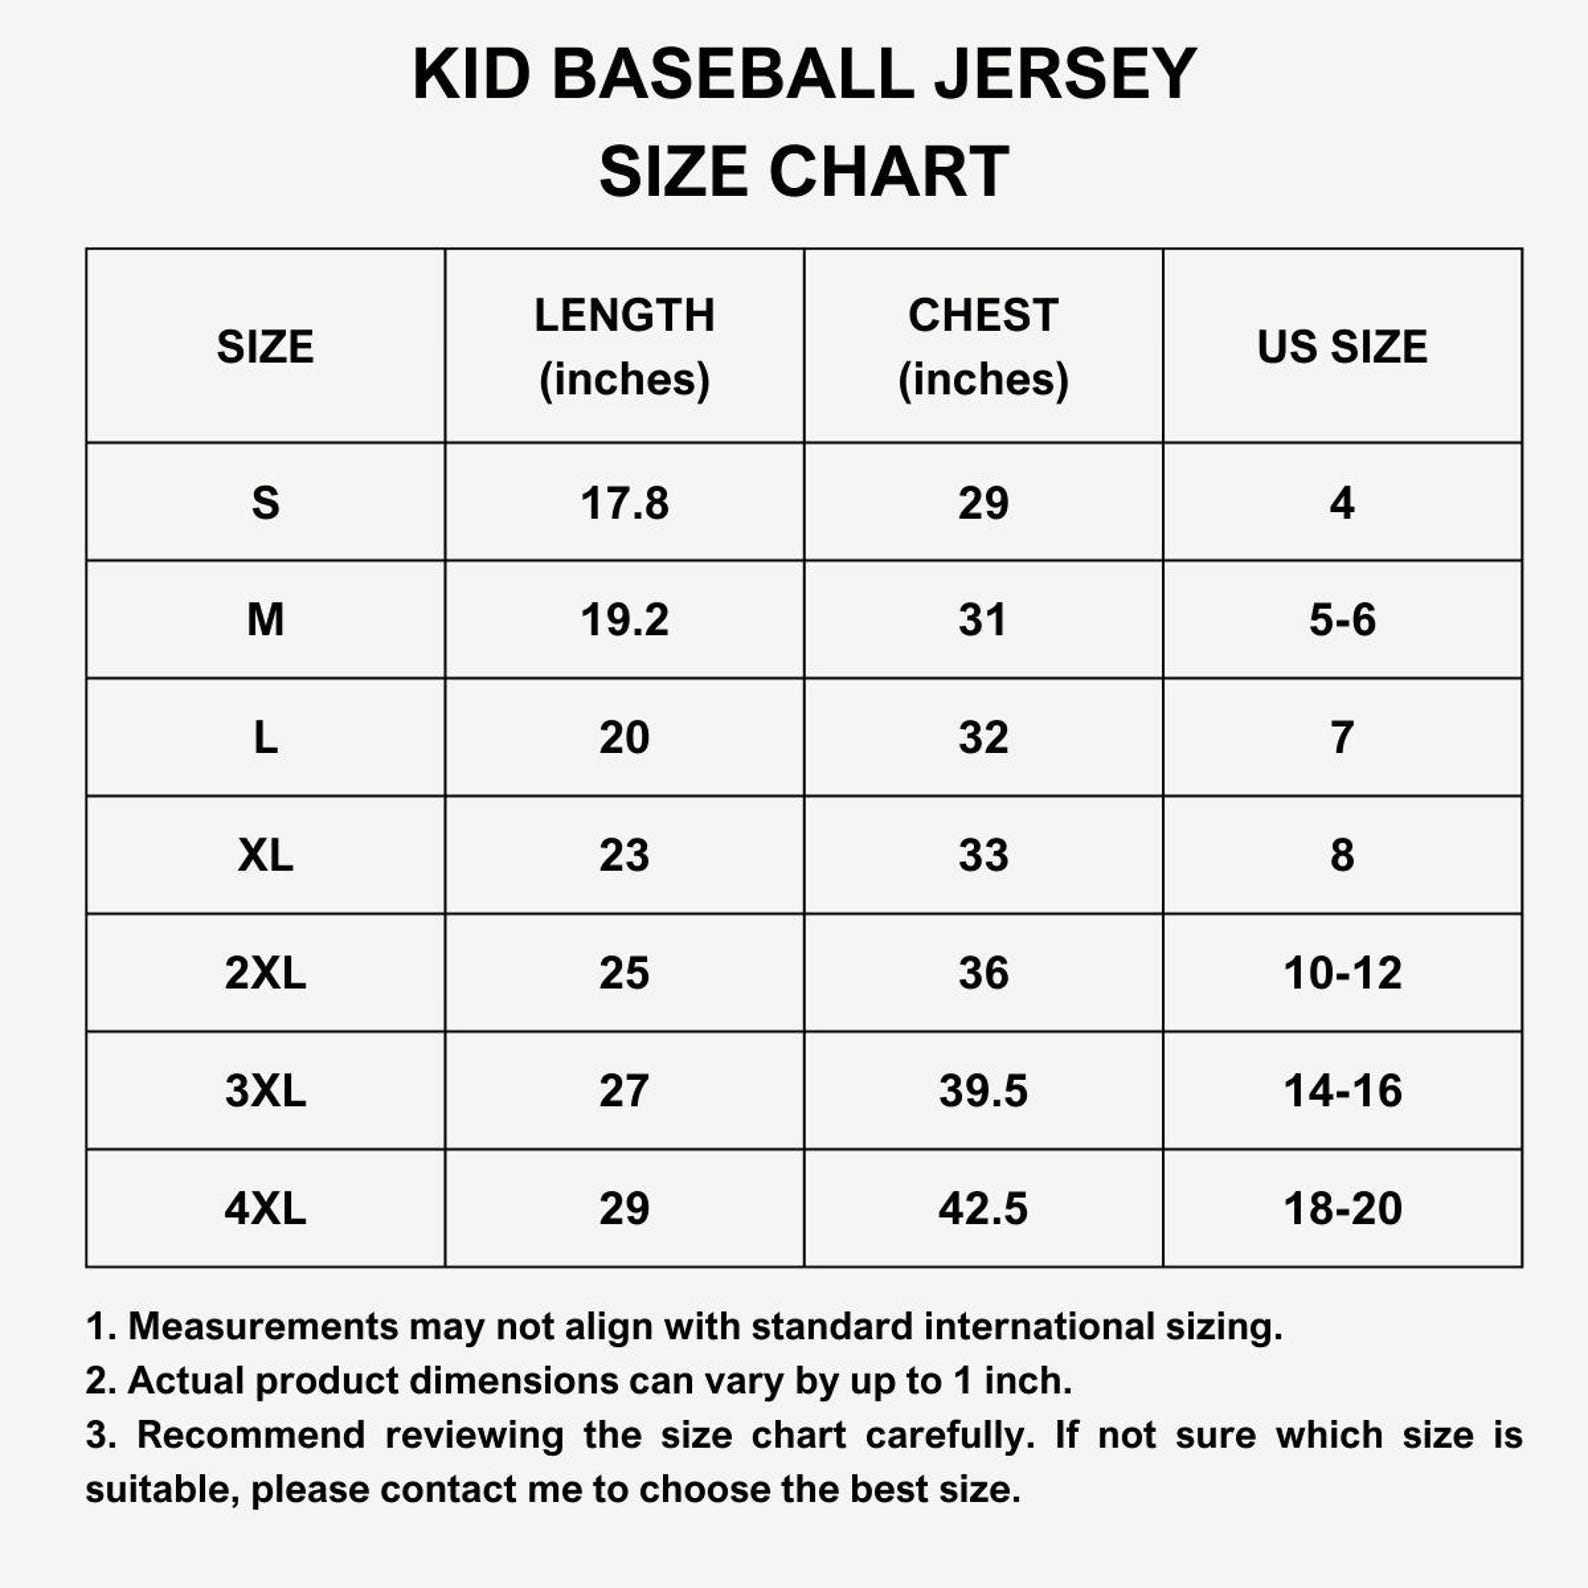 KID BASEBALL JERSEY
SIZE CHART
SIZE LENGTH (inches) CHEST (inches) US SIZE
S 17.8 29 4
M 19.2 31 5-6
L 20 32 7
XL 23 33 8
2XL 25 36 10-12
3XL 27 39.5 14-16
4XL 29 42.5 18-20
1. Measurements may not align with standard international sizing.
2. Actual product dimensions can vary by up to 1 inch.
3. Recommend reviewing the size chart carefully. If not sure which size is
suitable, please contact me to choose the best size.